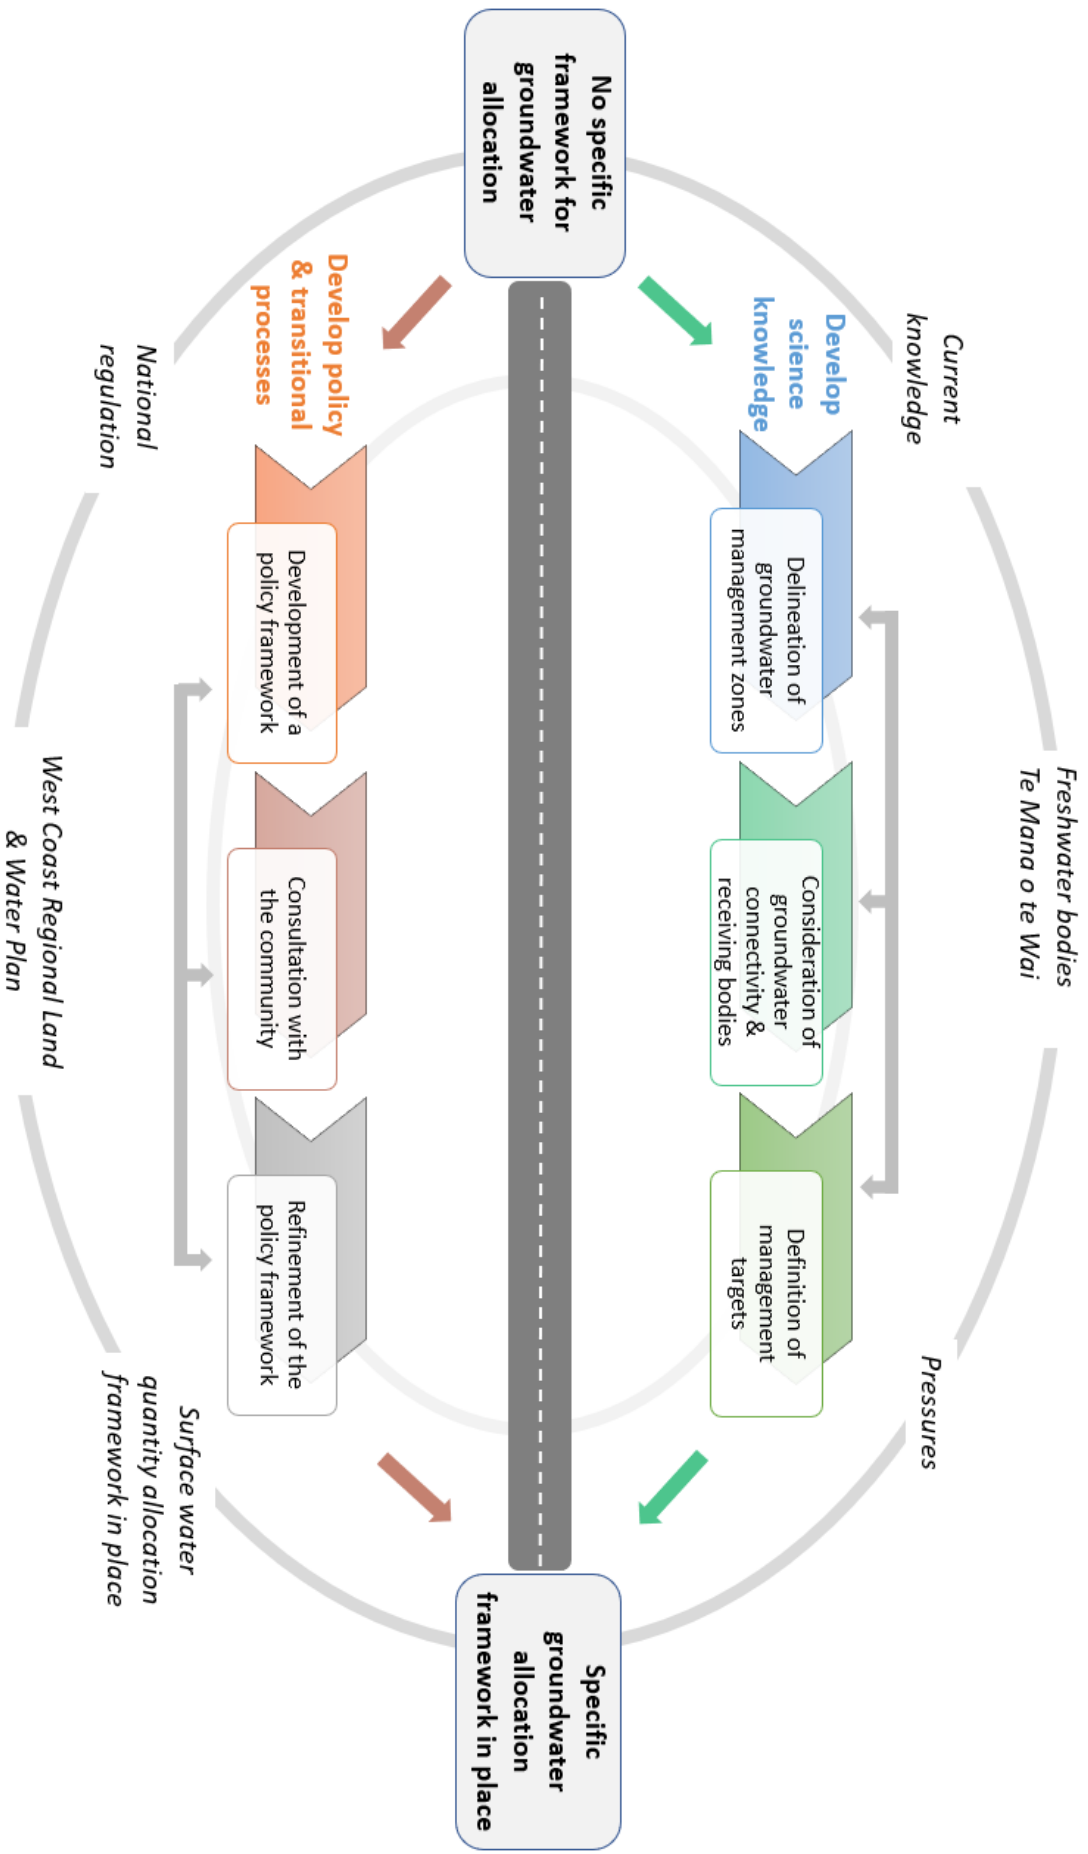 Freshwater bodies
Te Mana o te Wai
Current
knowledge
Pressures
Develop
science
knowledge
Delineation of
groundwater
management zones
Consideration of
groundwater
connectivity &
receiving bodies
Definition of
management
targets
No specific
framework for
groundwater
allocation
Specific
groundwater
allocation
framework in place
Develop policy
& transitional
processes
Development of a
policy framework
Consultation with
the community
Refinement of the
policy framework
National
regulation
West Coast Regional Land
& Water Plan
Surface water
quantity allocation
framework in place